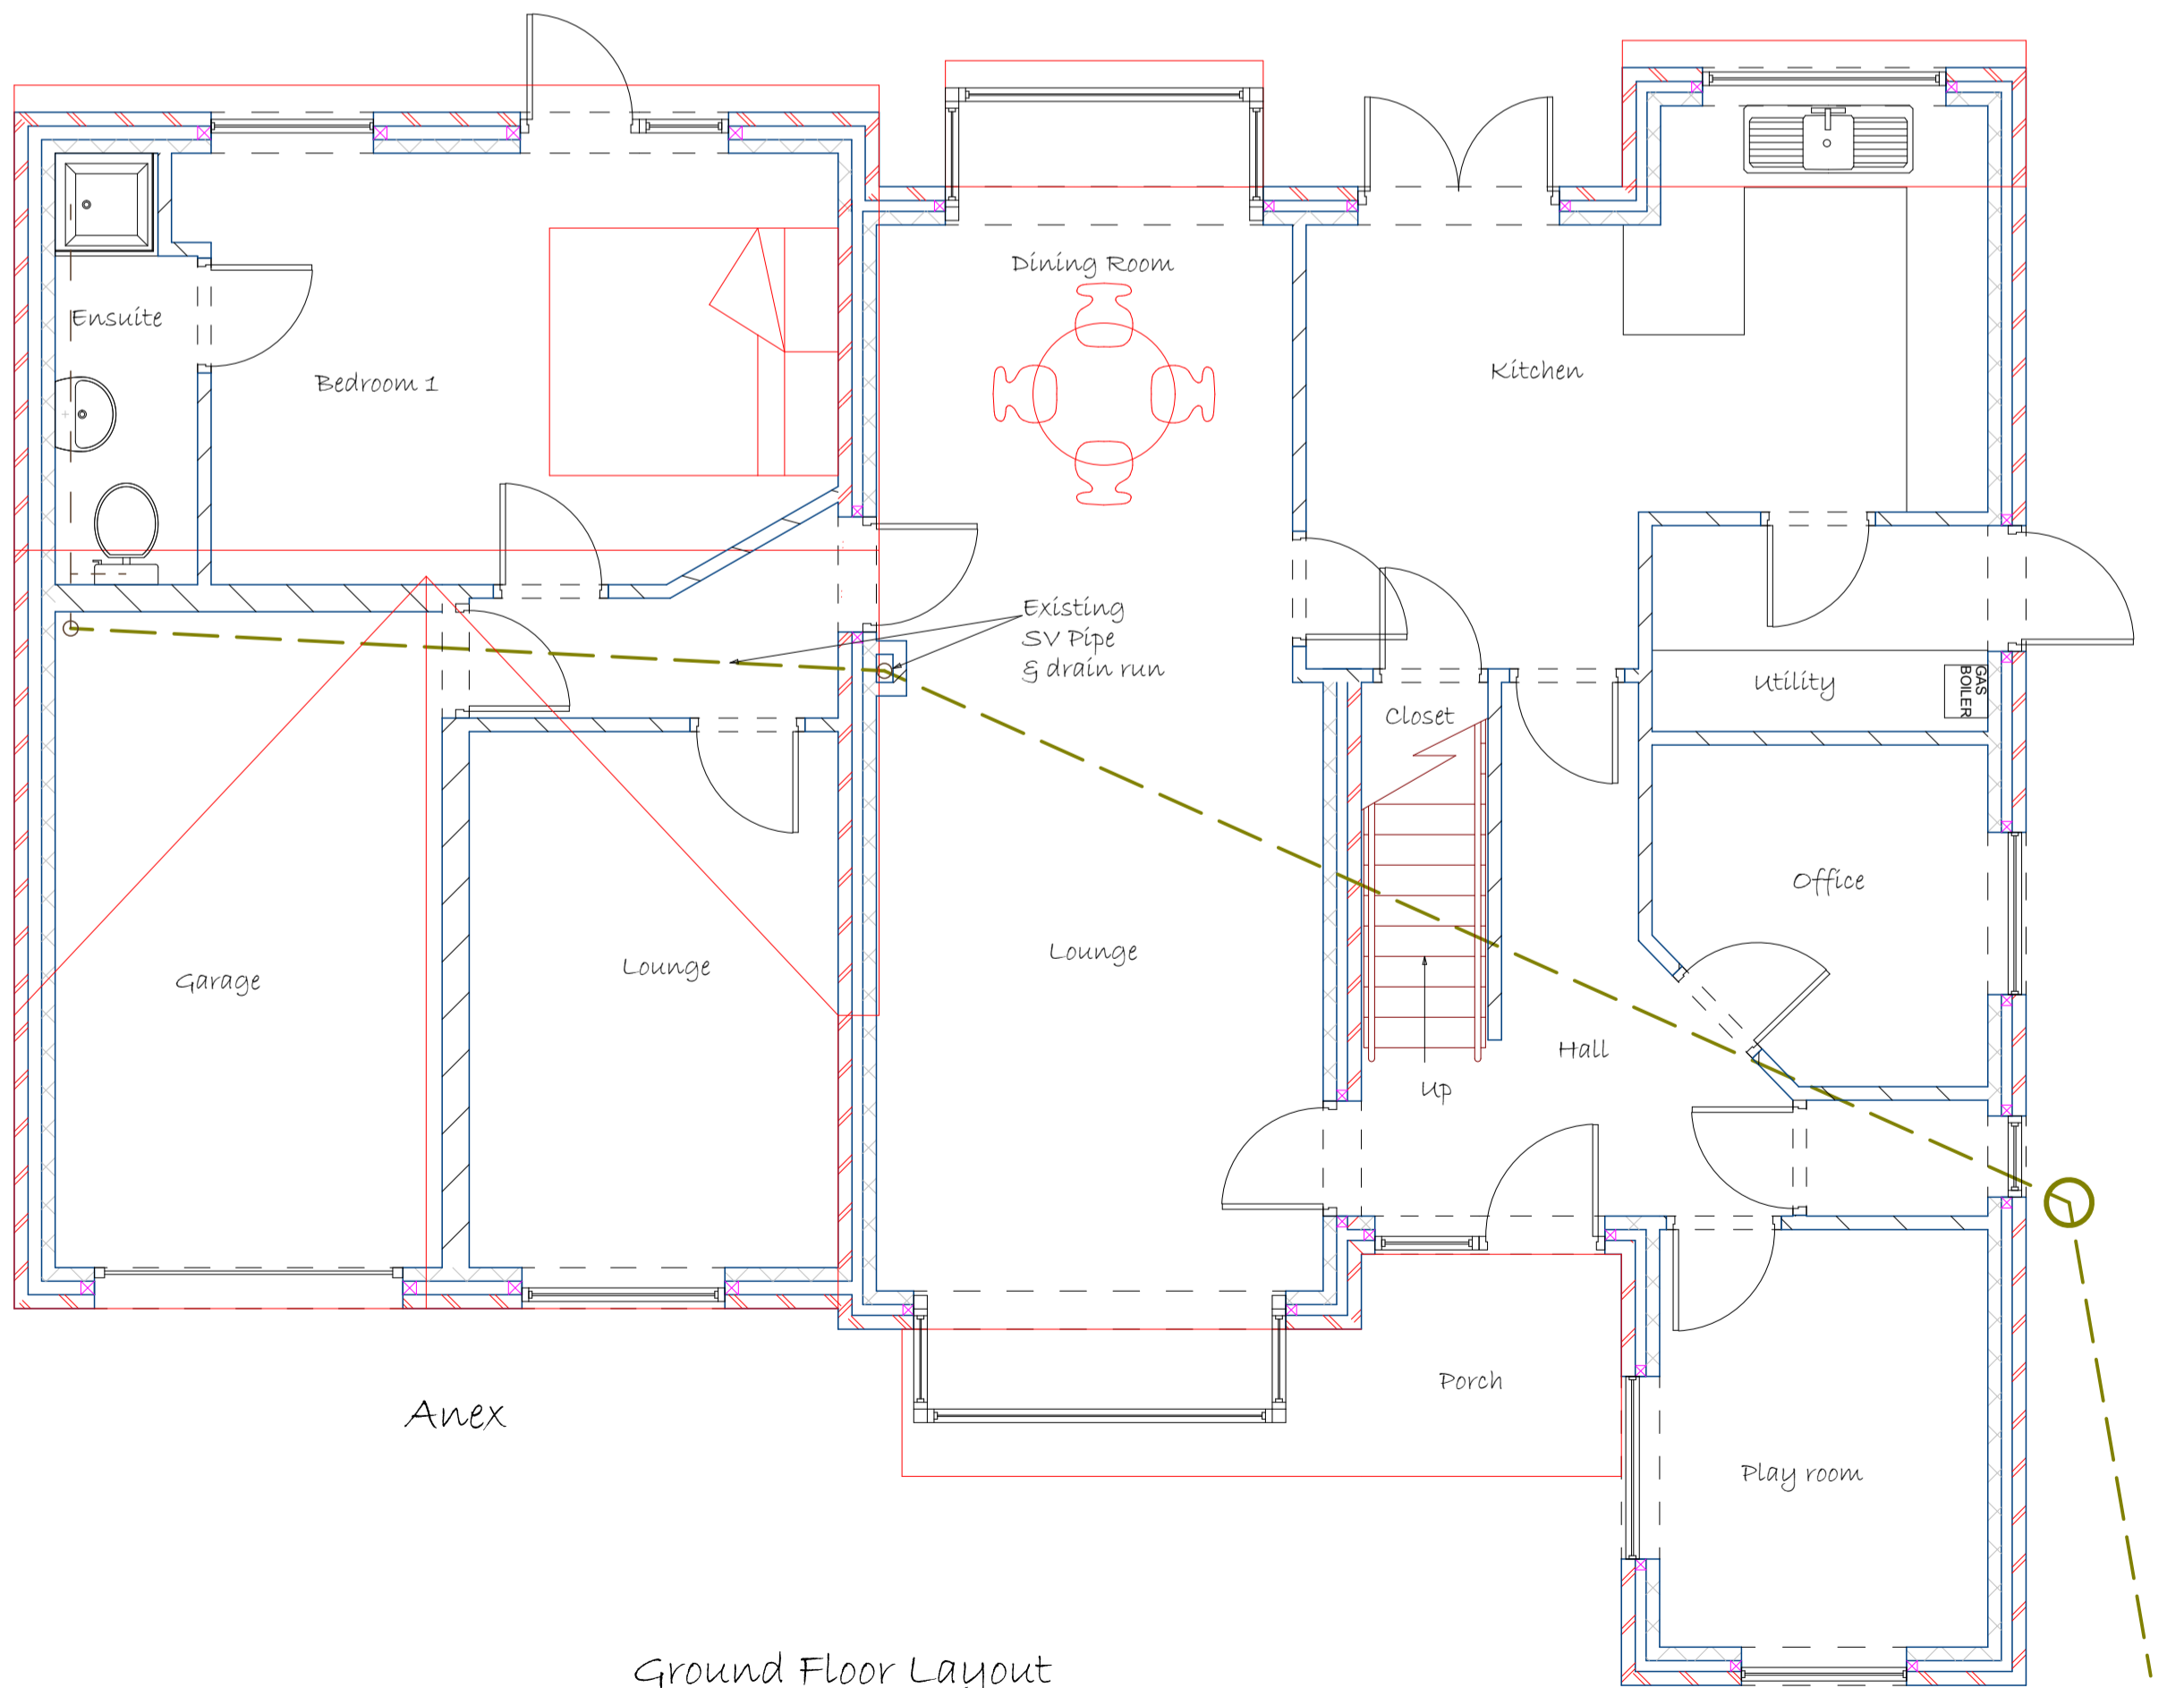 Dining Room
Ensuite
Bedroom 1
Kitchen
Existing
SV Pipe
& drain run
Closet
Utility
GAS
BOILER
Office
Garage
Lounge
Lounge
Hall
Up
Porch
Anex
Play room
Ground Floor Layout